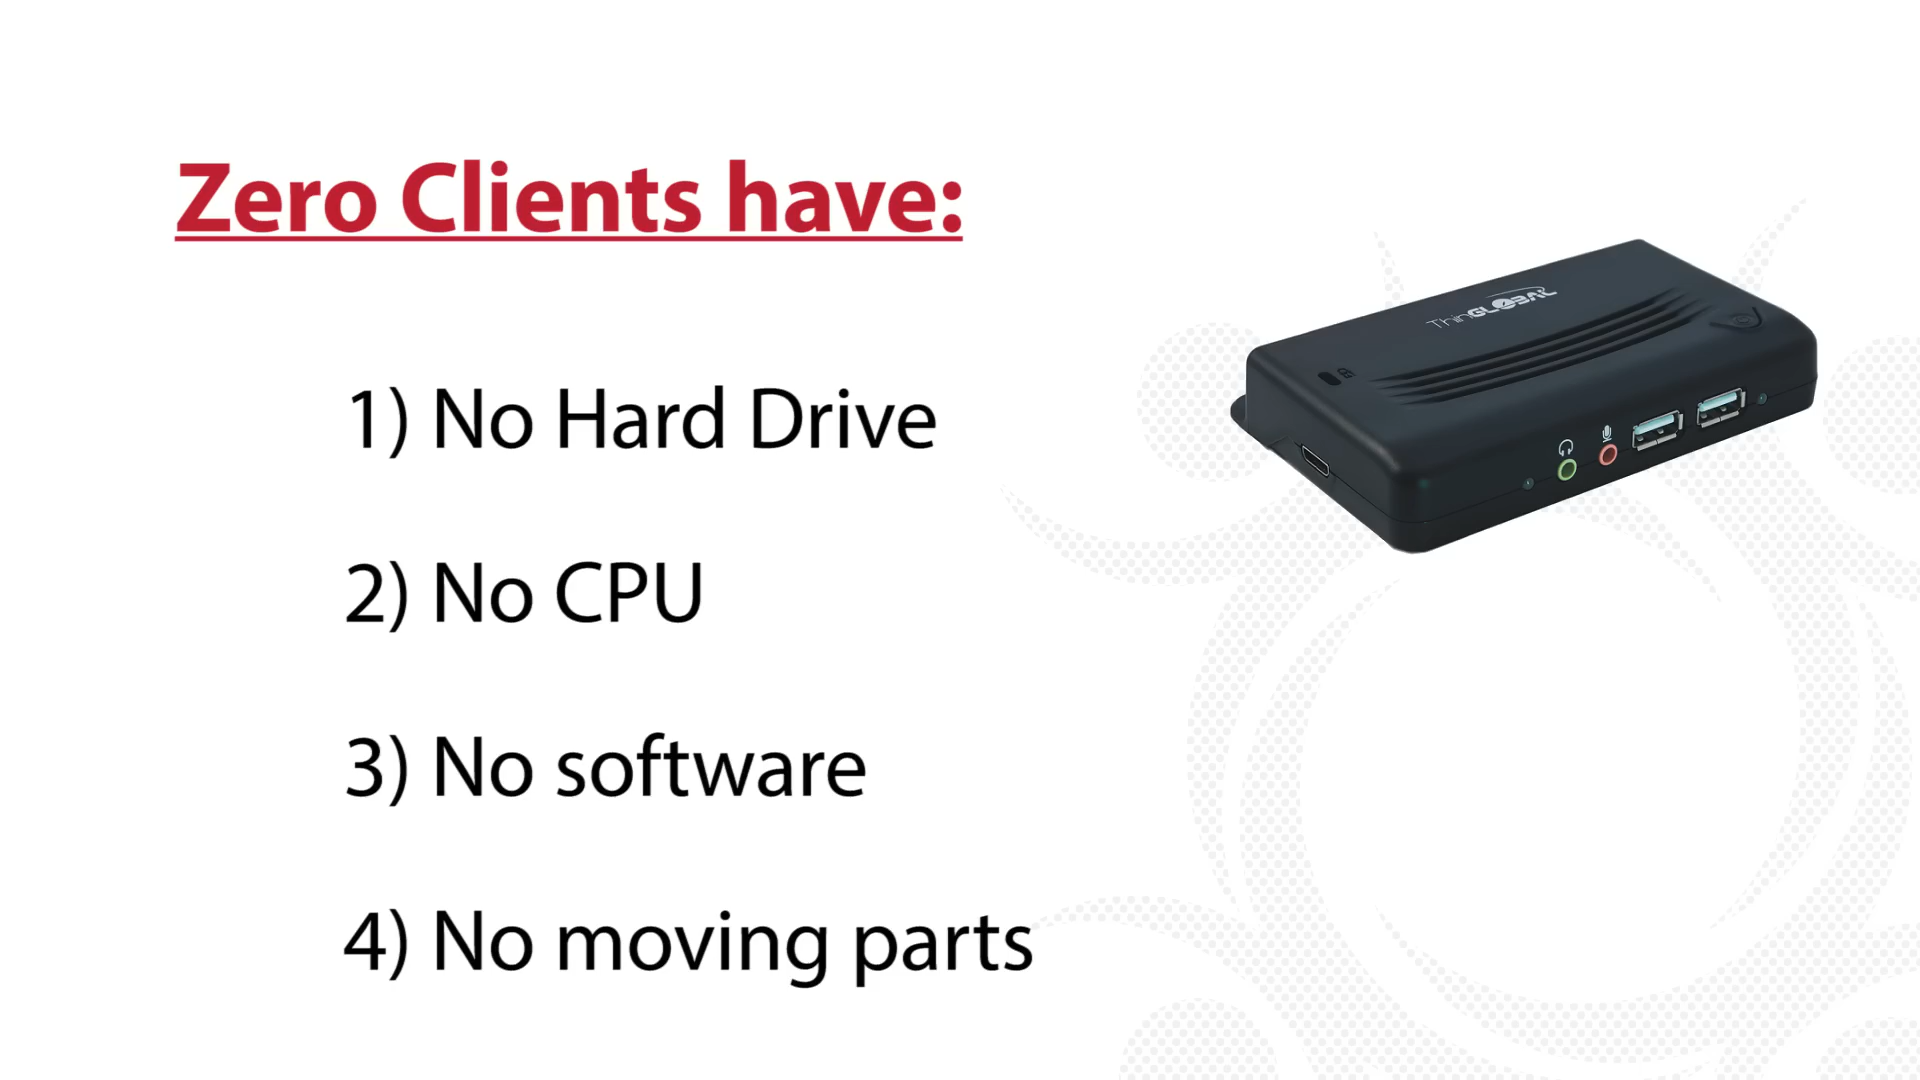 Zero Clients have:
ThinGLOBAL
1) No Hard Drive
2) No CPU
3) No software
4) No moving parts